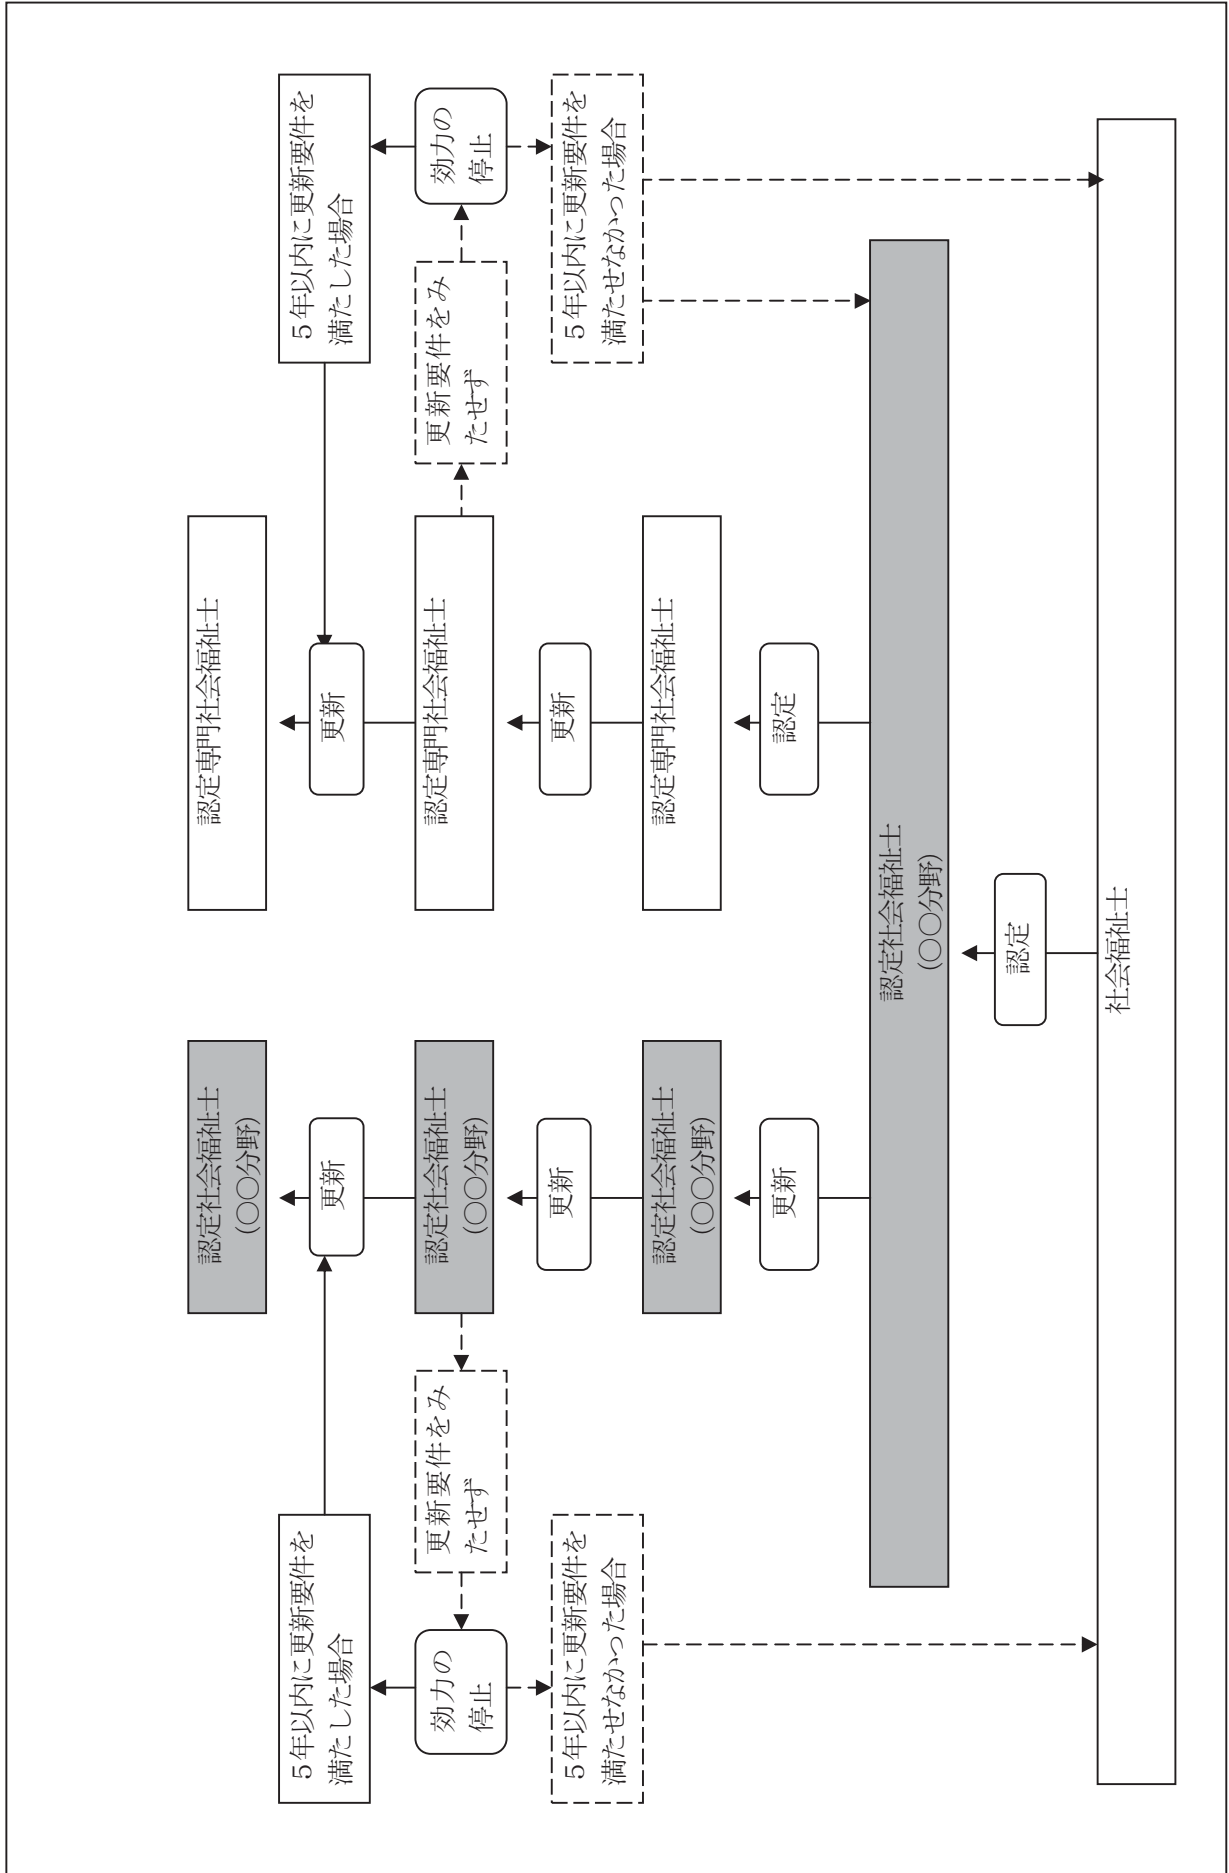 認定社会福祉士
(〇〇分野)
認定専門社会福祉士
５年以内に更新要件を
満たした場合
更新
更新
５年以内に更新要件を
満たした場合
効力の
停止
更新要件をみ
たせず
認定社会福祉士
(〇〇分野)
認定専門社会福祉士
更新要件をみ
たせず
効力の
停止
５年以内に更新要件を
満たせなかった場合
更新
更新
５年以内に更新要件を
満たせなかった場合
認定社会福祉士
(〇〇分野)
認定専門社会福祉士
更新
認定
認定社会福祉士
(〇〇分野)
認定
社会福祉士